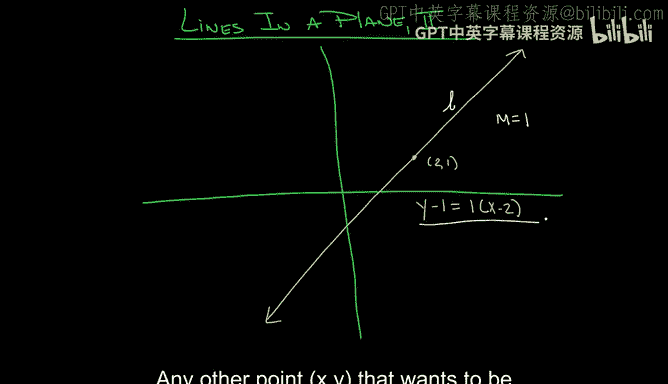 LINES IN A PLANE, II
GPT中英字幕课程资源@bilibili.com
GPT中英字幕课程资源 bilibili
l
M=1
(2,1)
y-1=1(x-2)
Any other point (x,y) that wants to be